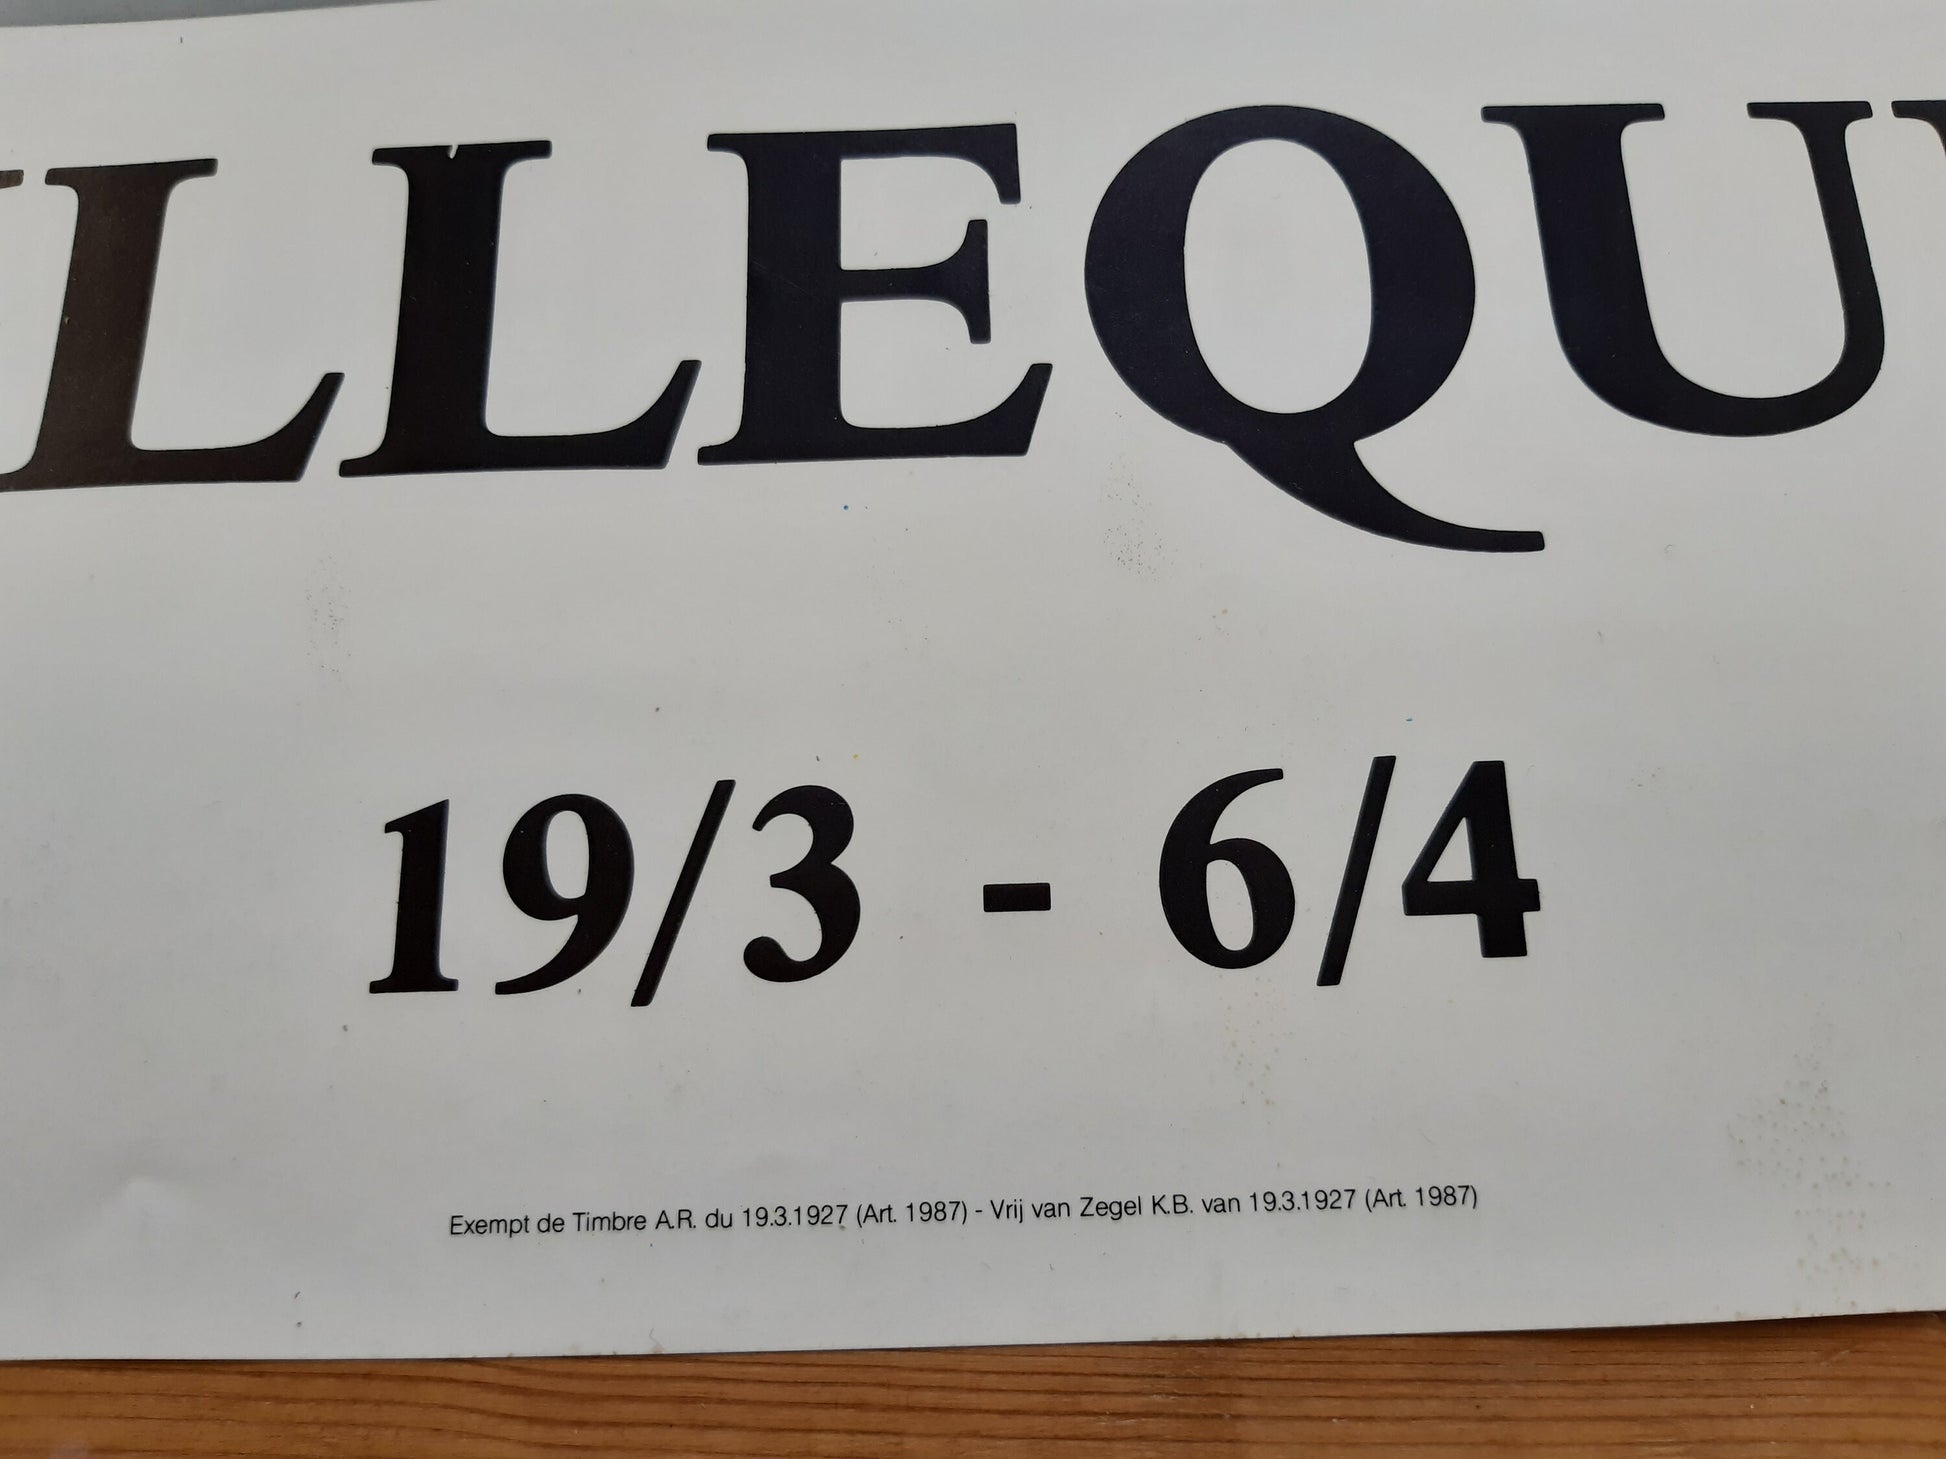 LLEQU
19/3 - 6/4
Exempt de Timbre A.R. du 19.3.1927 (Art. 1987) - Vrij van Zegel K.B. van 19.3.1927 (Art. 1987)